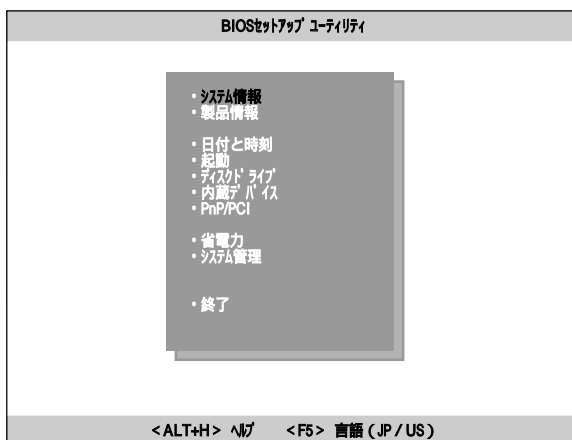 BIOSｾｯﾄｱｯﾌﾟ ﾕｰﾃｨﾘﾃｨ
・ｼｽﾃﾑ情報
・製品情報
・日付と時刻
・起動
・ﾃﾞｨｽｸﾄﾞﾗｲﾌﾞ
・内蔵ﾃﾞﾊﾞｲｽ
・PnP/PCI
・省電力
・ｼｽﾃﾑ管理
・終了
<ALT+H> ﾍﾙﾌﾟ <F5> 言語 ( JP / US )